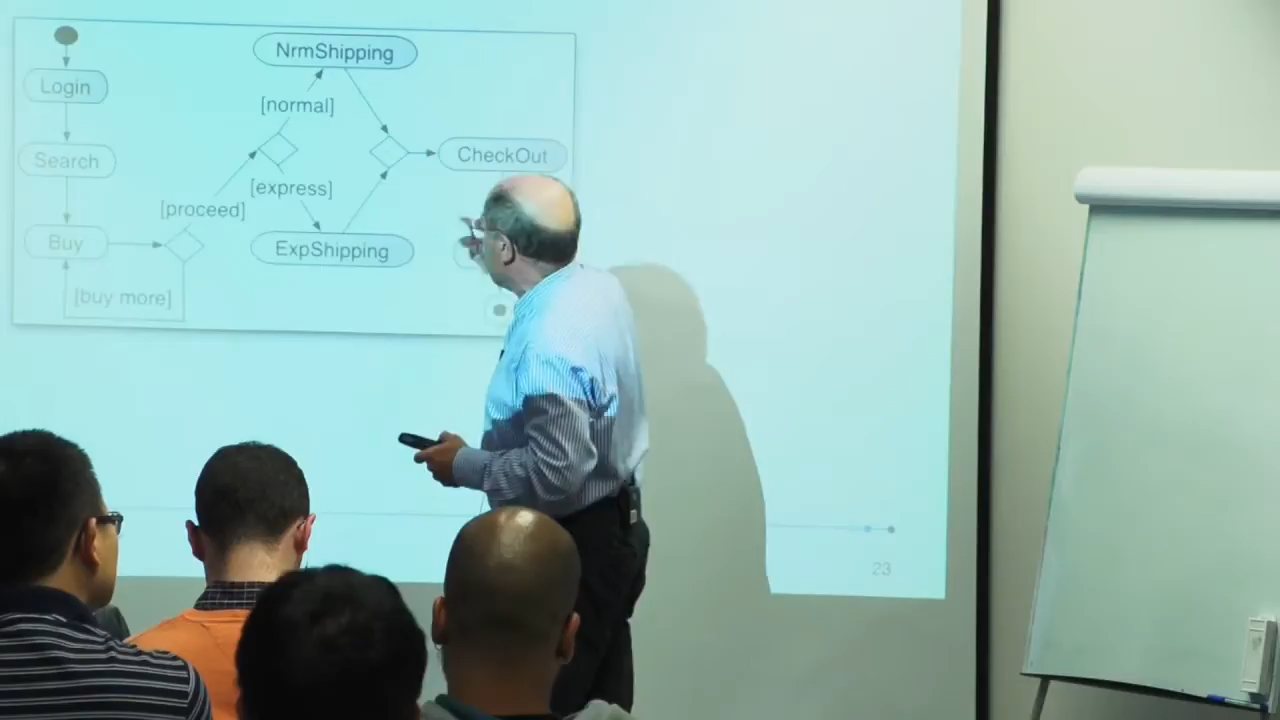 NrmShipping
Login
[normal]
Search
CheckOut
[express]
[proceed]
Buy
ExpShipping
[buy more]
23